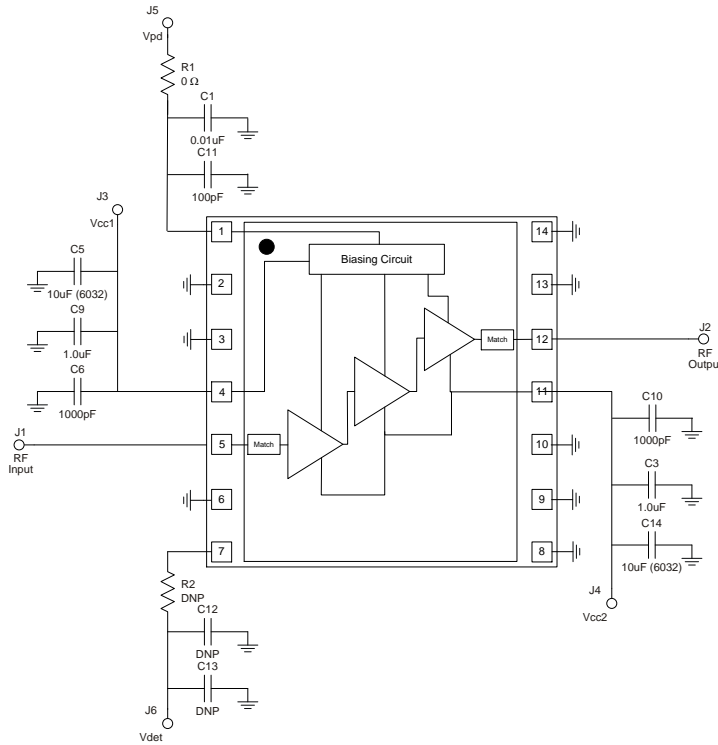 J5
Vpd
R1
0 Ω
C1
0.01uF
C11
100pF
J3
Vcc1
C5
10uF (6032)
C9
1.0uF
C6
1000pF
J1
RF
Input
1
2
3
4
5
6
7
Biasing Circuit
Match
Match
14
13
12
11
10
9
8
J2
RF
Output
C10
1000pF
C3
1.0uF
C14
10uF (6032)
J4
Vcc2
R2
DNP
C12
DNP
C13
DNP
J6
Vdet